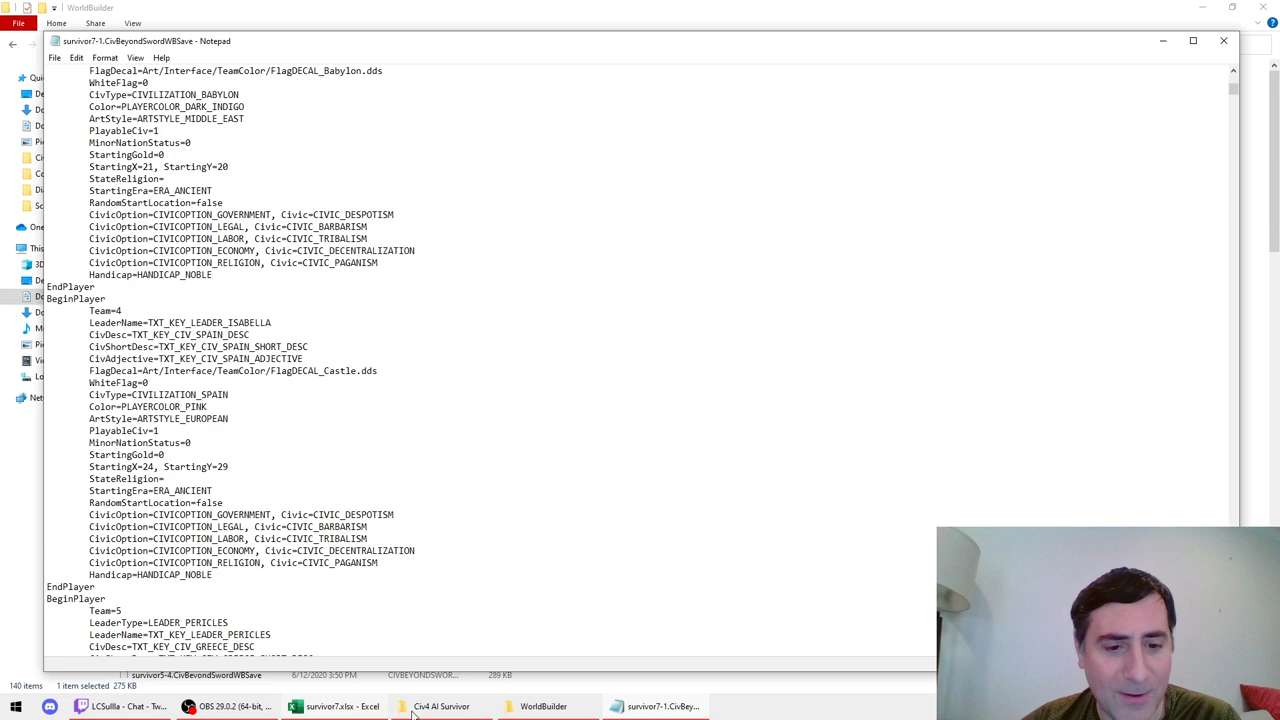 WorldBuilder
File Home Share View
survivor7-1.CivBeyondSwordWBSave - Notepad
File Edit Format View Help
FlagDecal=Art/Interface/TeamColor/FlagDECAL_Babylon.dds
WhiteFlag=0
CivType=CIVILIZATION_BABYLON
Color=PLAYERCOLOR_DARK_INDIGO
ArtStyle=ARTSTYLE_MIDDLE_EAST
PlayableCiv=1
MinorNationStatus=0
StartingGold=0
StartingX=21, StartingY=20
StateReligion=
StartingEra=ERA_ANCIENT
RandomStartLocation=false
CivicOption=CIVICOPTION_GOVERNMENT, Civic=CIVIC_DESPOTISM
CivicOption=CIVICOPTION_LEGAL, Civic=CIVIC_BARBARISM
CivicOption=CIVICOPTION_LABOR, Civic=CIVIC_TRIBALISM
CivicOption=CIVICOPTION_ECONOMY, Civic=CIVIC_DECENTRALIZATION
CivicOption=CIVICOPTION_RELIGION, Civic=CIVIC_PAGANISM
Handicap=HANDICAP_NOBLE
EndPlayer
BeginPlayer
Team=4
LeaderName=TXT_KEY_LEADER_ISABELLA
CivDesc=TXT_KEY_CIV_SPAIN_DESC
CivShortDesc=TXT_KEY_CIV_SPAIN_SHORT_DESC
CivAdjective=TXT_KEY_CIV_SPAIN_ADJECTIVE
FlagDecal=Art/Interface/TeamColor/FlagDECAL_Castle.dds
WhiteFlag=0
CivType=CIVILIZATION_SPAIN
Color=PLAYERCOLOR_PINK
ArtStyle=ARTSTYLE_EUROPEAN
PlayableCiv=1
MinorNationStatus=0
StartingGold=0
StartingX=24, StartingY=29
StateReligion=
StartingEra=ERA_ANCIENT
RandomStartLocation=false
CivicOption=CIVICOPTION_GOVERNMENT, Civic=CIVIC_DESPOTISM
CivicOption=CIVICOPTION_LEGAL, Civic=CIVIC_BARBARISM
CivicOption=CIVICOPTION_LABOR, Civic=CIVIC_TRIBALISM
CivicOption=CIVICOPTION_ECONOMY, Civic=CIVIC_DECENTRALIZATION
CivicOption=CIVICOPTION_RELIGION, Civic=CIVIC_PAGANISM
Handicap=HANDICAP_NOBLE
EndPlayer
BeginPlayer
Team=5
LeaderType=LEADER_PERICLES
LeaderName=TXT_KEY_LEADER_PERICLES
CivDesc=TXT_KEY_CIV_GREECE_DESC
survivor5-4.CivBeyondSwordWBSave 6/12/2020 3:50 PM CIVBEYONDSWOR... 289 KB
140 items 1 item selected 275 KB
LCSullla - Chat - Tw... OBS 29.0.2 (64-bit, ... survivor7.xlsx - Excel Civ4 AI Survivor WorldBuilder survivor7-1.CivBey...